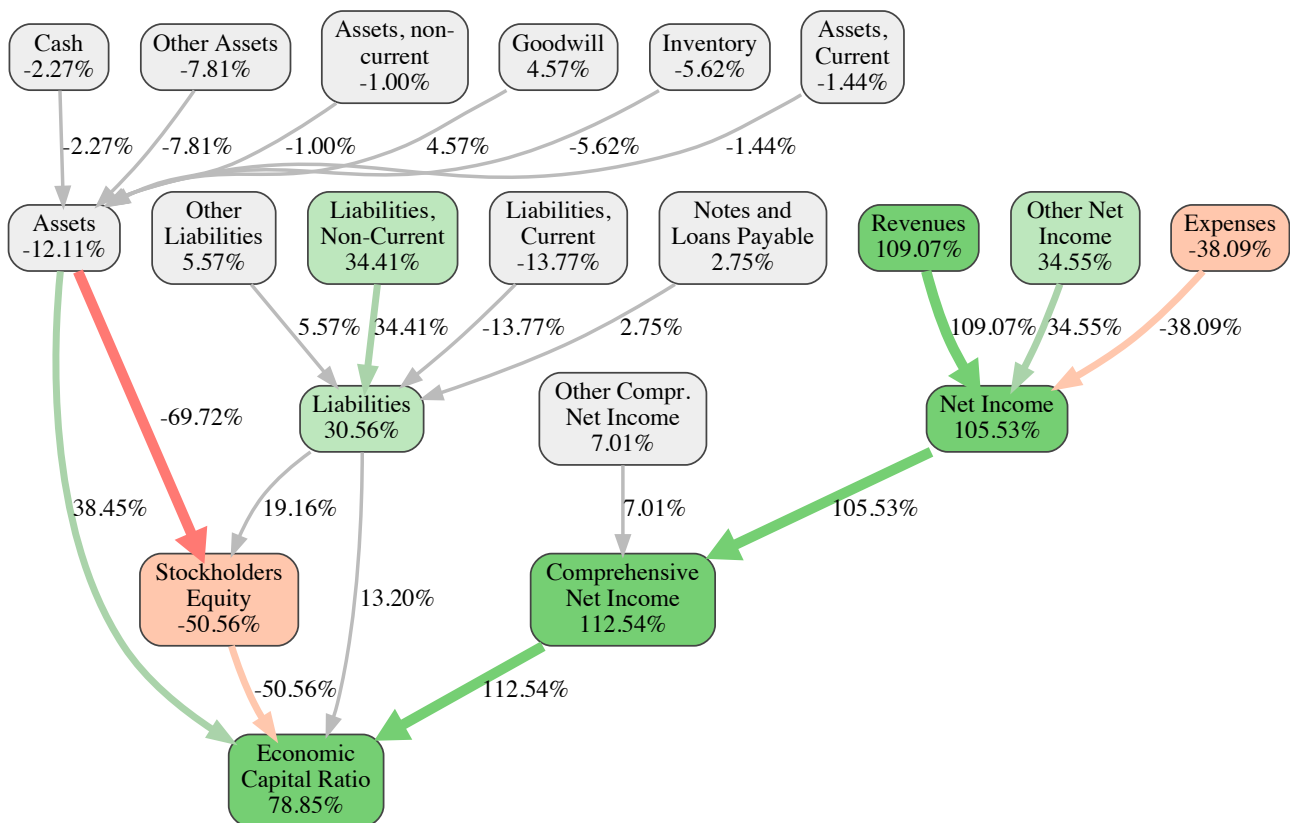 Cash
-2.27%
Other Assets
-7.81%
Assets, non-
current
-1.00%
Goodwill
4.57%
Inventory
-5.62%
Assets,
Current
-1.44%
-2.27%
-7.81%
-1.00%
4.57%
-5.62%
-1.44%
Assets
-12.11%
Other
Liabilities
5.57%
Liabilities,
Non-Current
34.41%
Liabilities,
Current
-13.77%
Notes and
Loans Payable
2.75%
Revenues
109.07%
Other Net
Income
34.55%
Expenses
-38.09%
5.57%
34.41%
-13.77%
2.75%
109.07%
34.55%
-38.09%
-69.72%
Liabilities
30.56%
Other Compr.
Net Income
7.01%
Net Income
105.53%
38.45%
19.16%
7.01%
105.53%
Stockholders
Equity
-50.56%
13.20%
Comprehensive
Net Income
112.54%
-50.56%
112.54%
Economic
Capital Ratio
78.85%